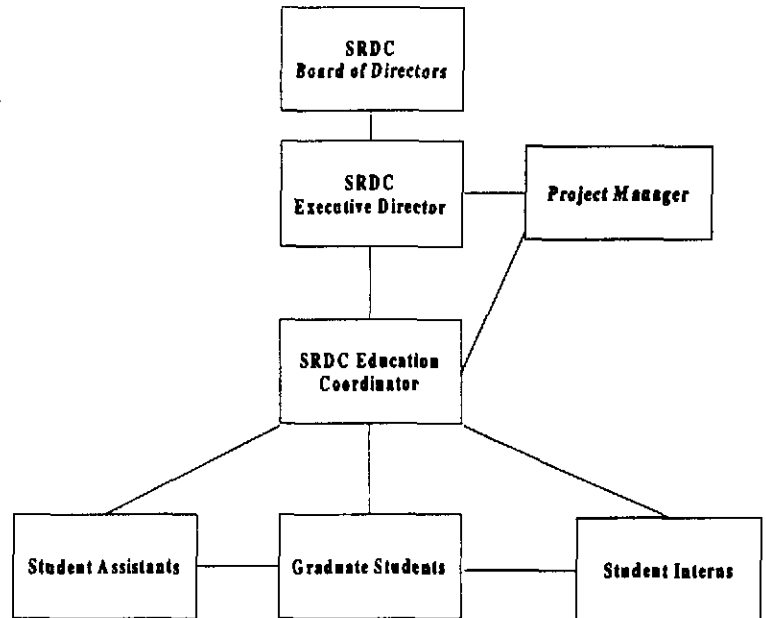 SRDC
Board of Directors
SRDC
Executive Director
Project Manager
SRDC Education
Coordinator
Student Assistants
Graduate Students
Student Interns